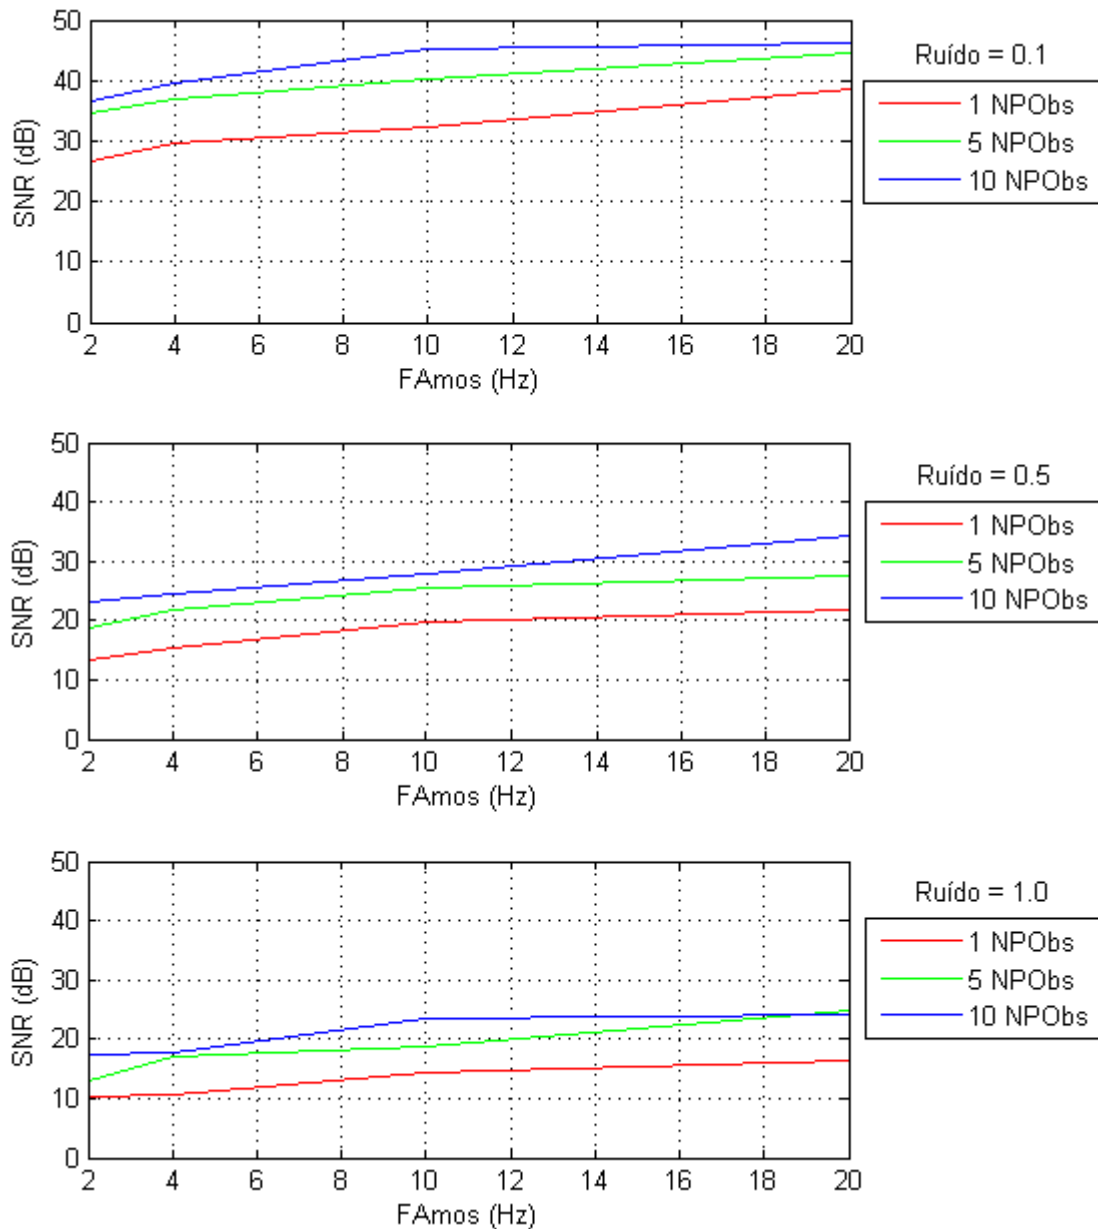 50
40
30
20
10
0
SNR (dB)
2 4 6 8 10 12 14 16 18 20
FAmos (Hz)
Ruído = 0.1
1 NPObs
5 NPObs
10 NPObs
50
40
30
20
10
0
SNR (dB)
2 4 6 8 10 12 14 16 18 20
FAmos (Hz)
Ruído = 0.5
1 NPObs
5 NPObs
10 NPObs
50
40
30
20
10
0
SNR (dB)
2 4 6 8 10 12 14 16 18 20
FAmos (Hz)
Ruído = 1.0
1 NPObs
5 NPObs
10 NPObs